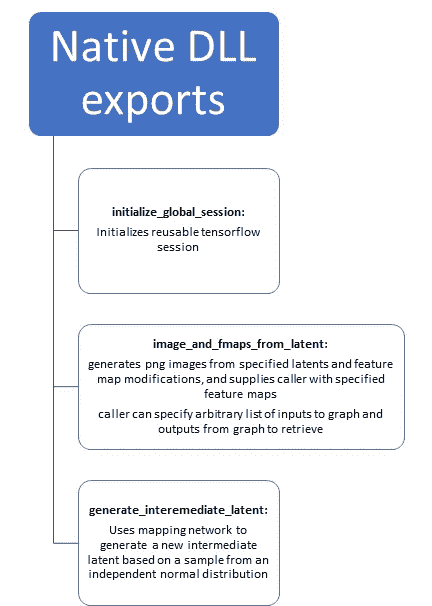 Native DLL
exports
initialize_global_session:
Initializes reusable tensorflow
session
image_and_fmaps_from_latent:
generates png images from specified latents and feature
map modifications, and supplies caller with specified
feature maps
caller can specify arbitrary list of inputs to graph and
outputs from graph to retrieve
generate_interemediate_latent:
Uses mapping network to
generate a new intermediate
latent based on a sample from an
independent normal distribution